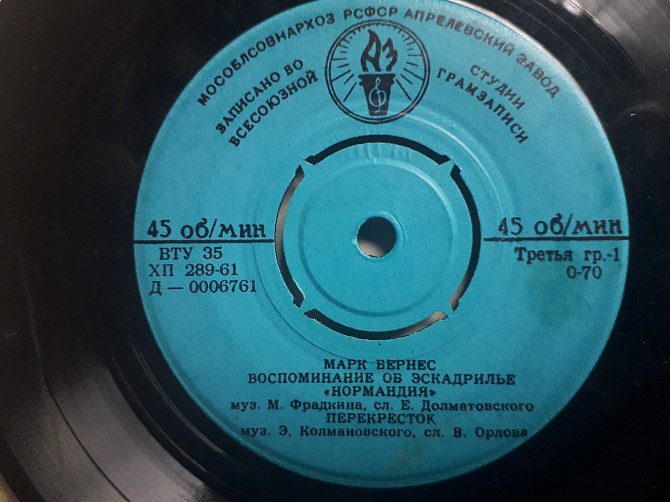 МОСОБЛСОВНАРХОЗ РСФСР АПРЕЛЕВСКИЙ ЗАВОД
АЗ
ЗАПИСАНО ВО
ВСЕСОЮЗНОЙ
СТУДИИ
ГРАМЗАПИСИ
45 об/мин
45 об/мин
ВТУ 35
ХП 289-61
Д — 0006761
Третья гр.-1
0-70
МАРК БЕРНЕС
ВОСПОМИНАНИЕ ОБ ЭСКАДРИЛЬЕ
«НОРМАНДИЯ»
муз. М. Фрадкина, сл. Е. Долматовского
ПЕРЕКРЕСТОК
муз. Э. Колмановского, сл. В. Орлова